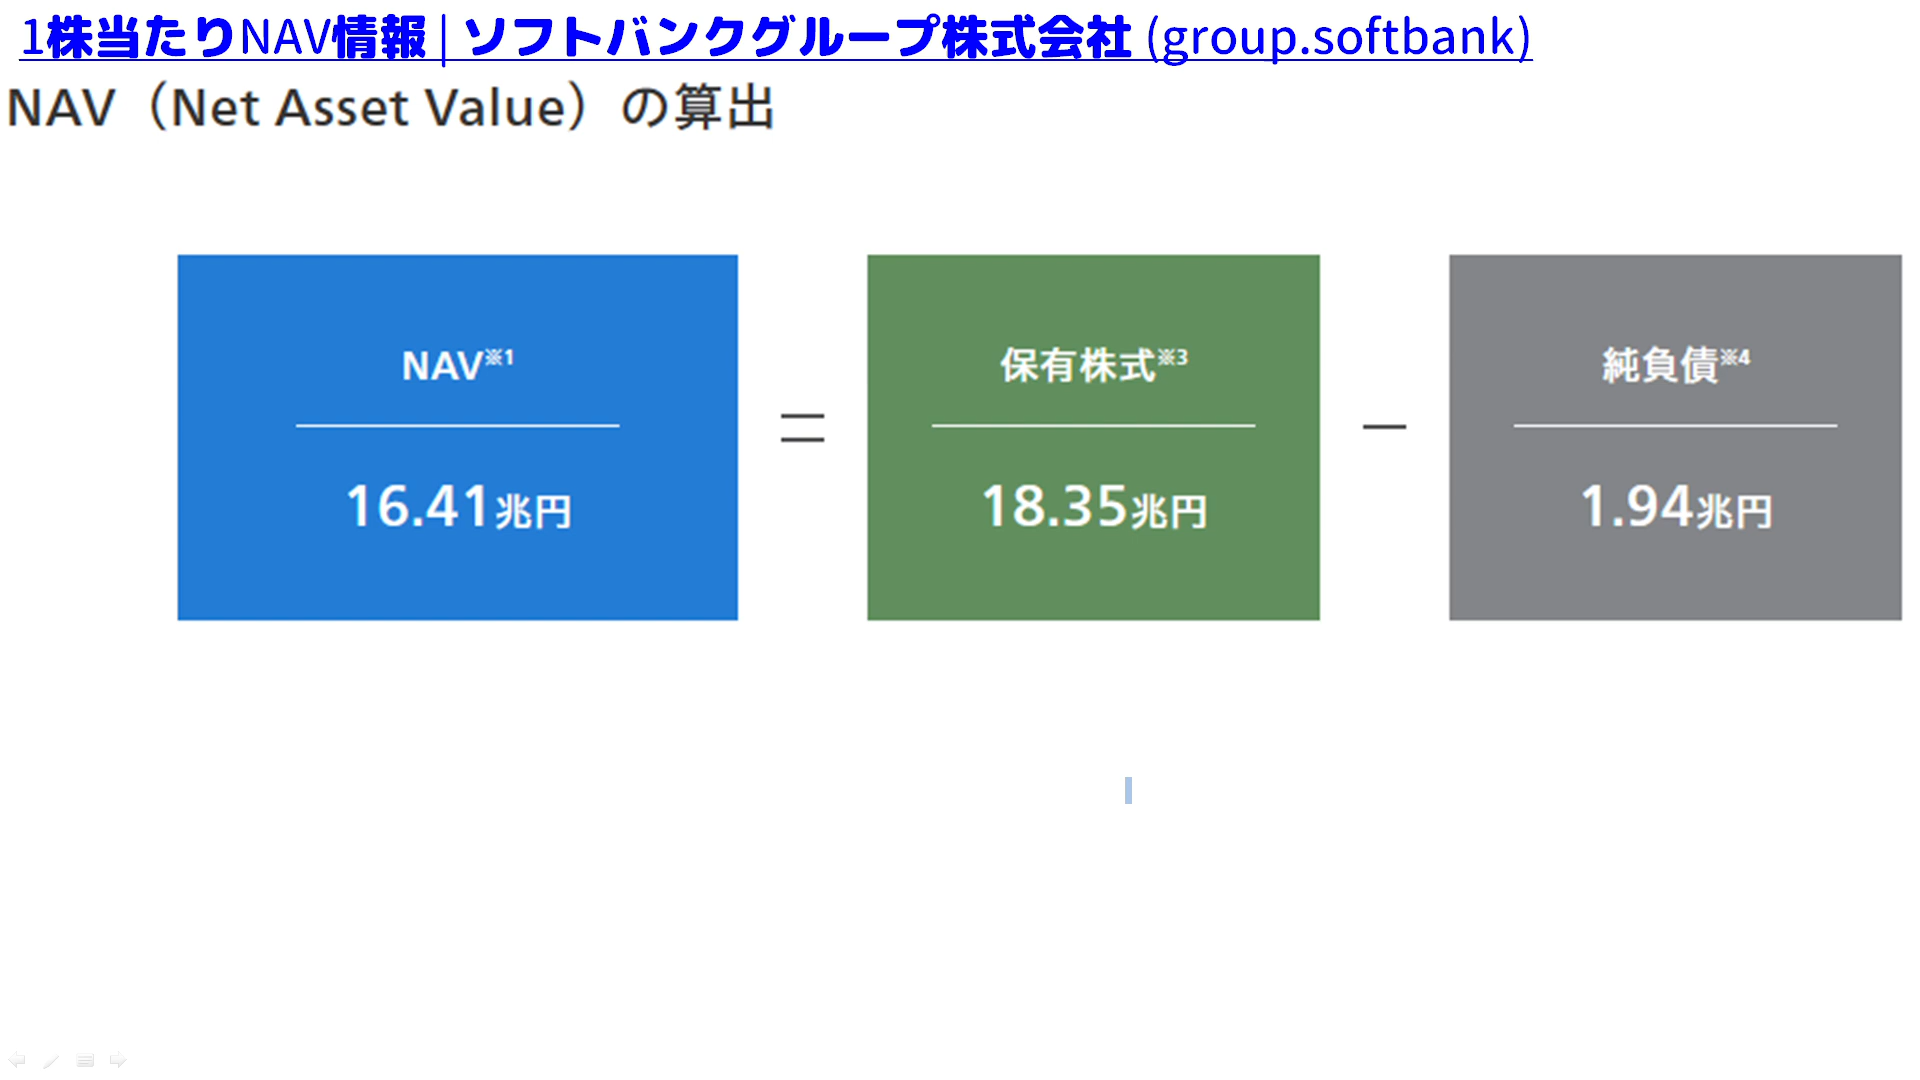 1株当たりNAV情報 | ソフトバンクグループ株式会社 (group.softbank)
NAV（Net Asset Value）の算出
NAV※1
16.41兆円
＝
保有株式※3
18.35兆円
－
純負債※4
1.94兆円